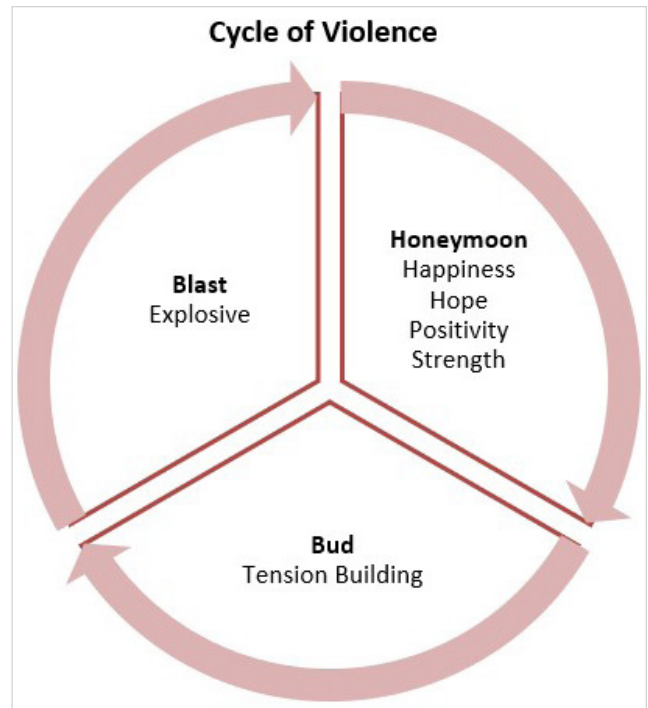 Cycle of Violence
Honeymoon
Happiness
Hope
Positivity
Strength
Bud
Tension Building
Blast
Explosive